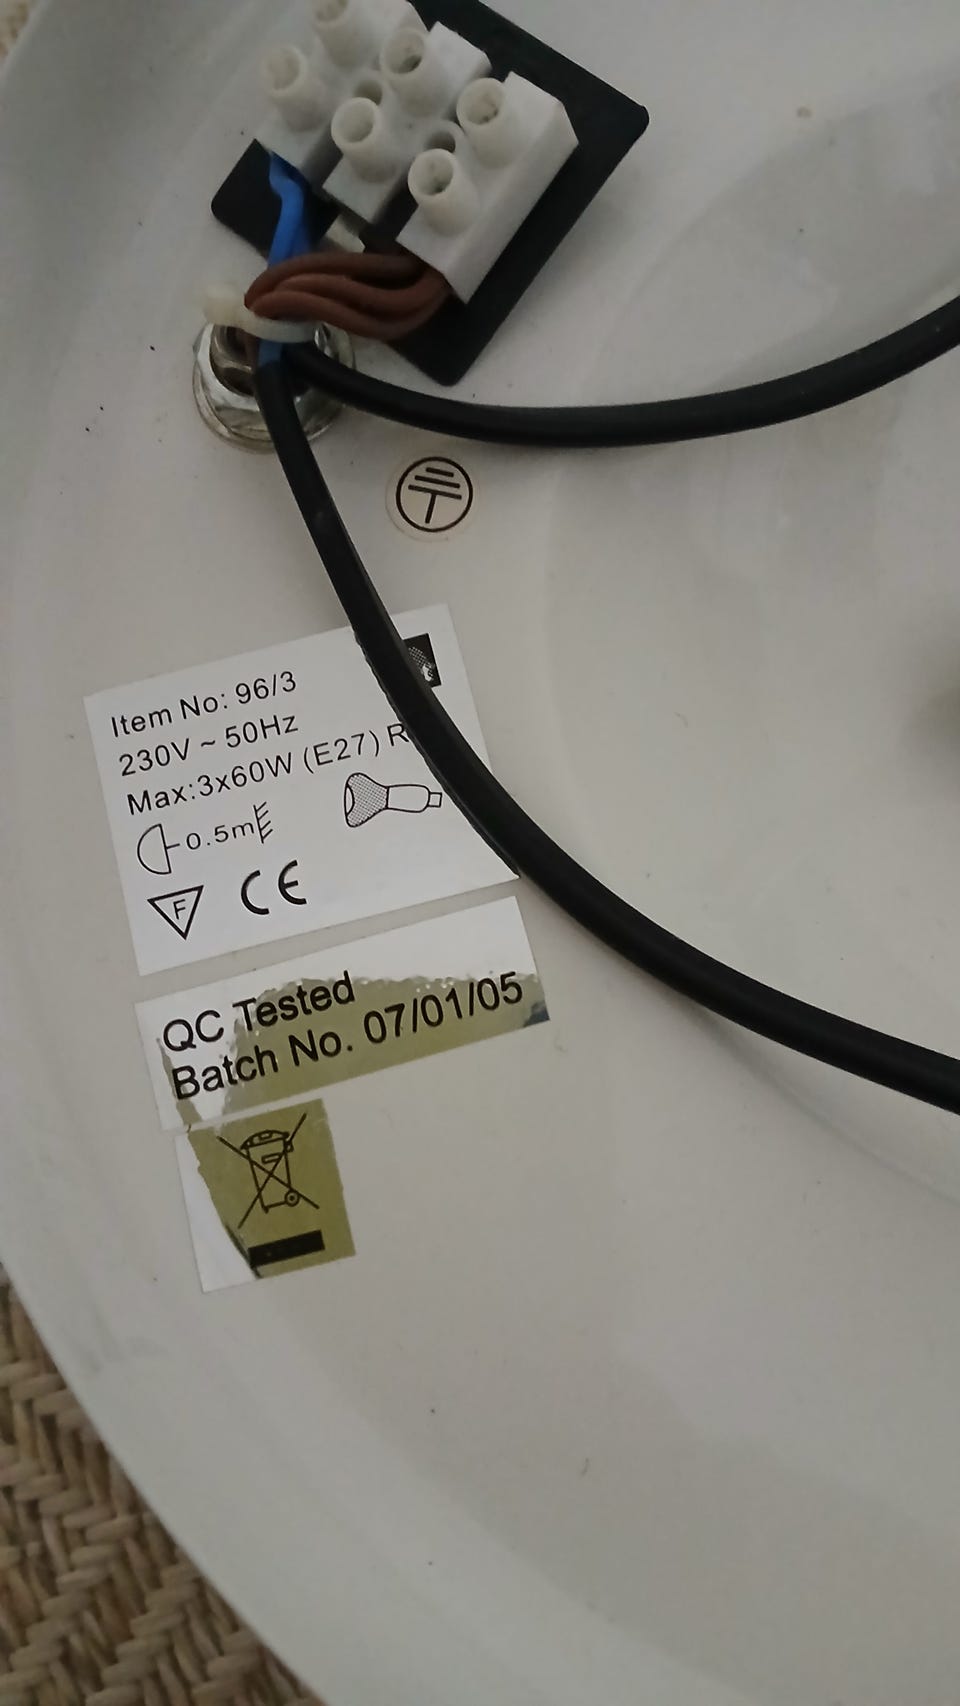 Item No: 96/3
230V ~ 50Hz
Max:3x60W (E27) R
0.5m
F CE
QC Tested
Batch No. 07/01/05